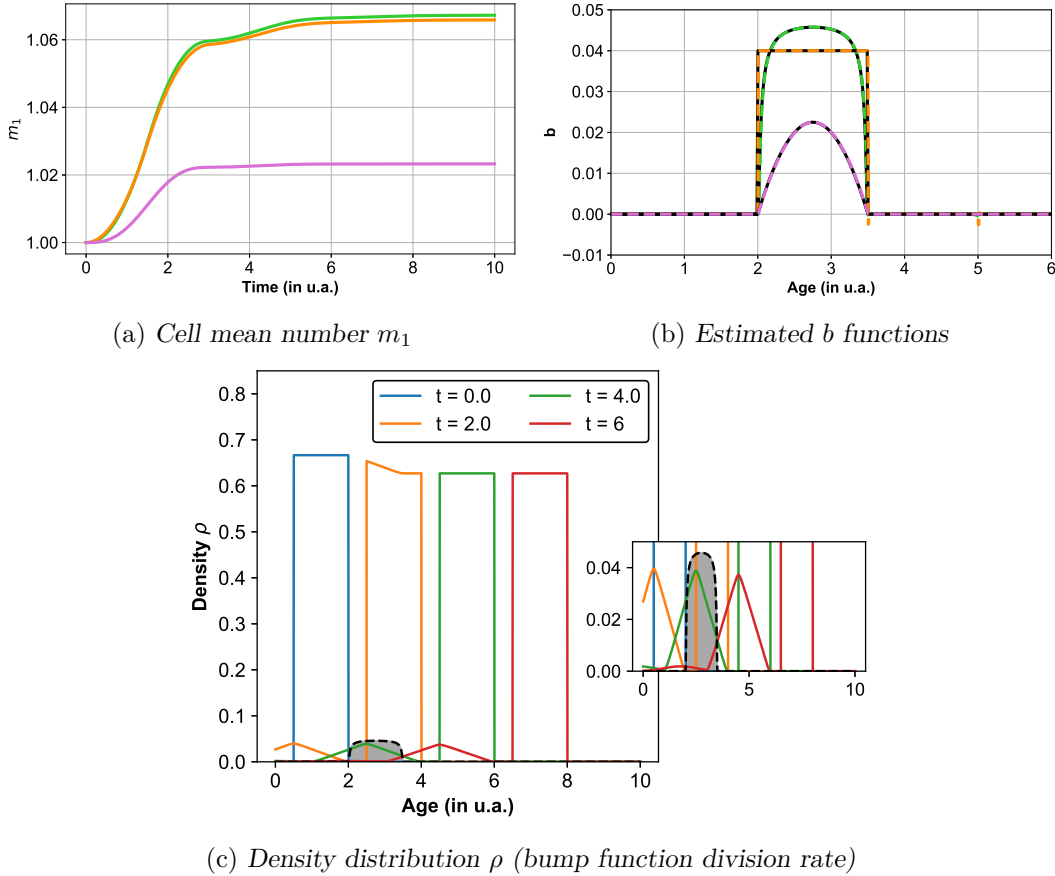 1.06
1.04
1.02
1.00
m₁
0 2 4 6 8 10
Time (in u.a.)
(a) Cell mean number m₁
0.05
0.04
0.03
0.02
0.01
0.00
−0.01
b
0 1 2 3 4 5 6
Age (in u.a.)
(b) Estimated b functions
t = 0.0 t = 4.0
t = 2.0 t = 6
0.8
0.7
0.6
0.5
0.4
0.3
0.2
0.1
0.0
Density ρ
0 2 4 6 8 10
Age (in u.a.)
0.04
0.02
0.00
0 5 10
(c) Density distribution ρ (bump function division rate)